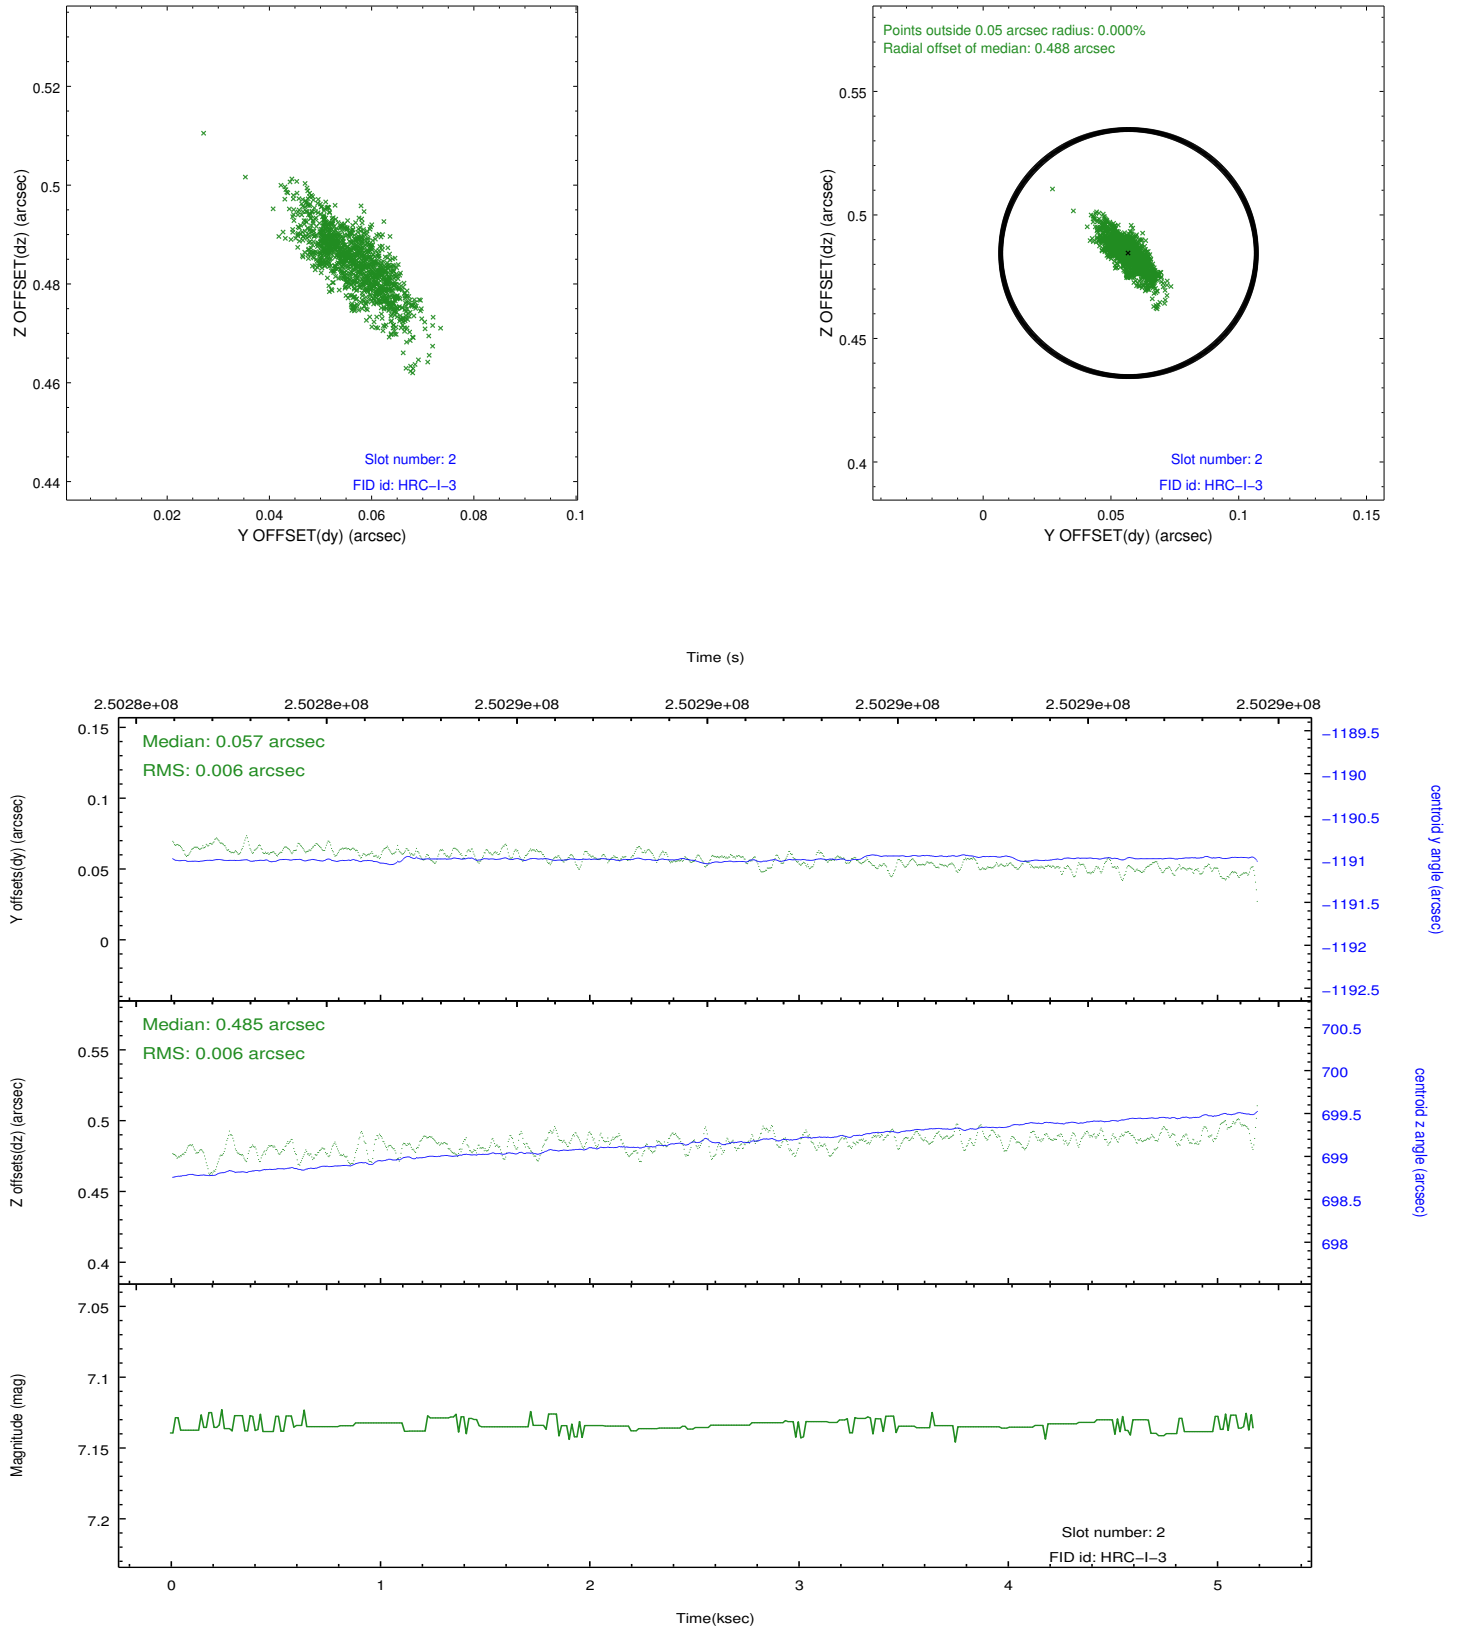 0.52
0.5
0.48
0.46
0.44
Z OFFSET(dz) (arcsec)
Slot number: 2
FID id: HRC−I−3
0.02 0.04 0.06 0.08 0.1
Y OFFSET(dy) (arcsec)
Points outside 0.05 arcsec radius: 0.000%
Radial offset of median: 0.488 arcsec
0.55
0.5
0.45
0.4
Z OFFSET(dz) (arcsec)
Slot number: 2
FID id: HRC−I−3
0 0.05 0.1 0.15
Y OFFSET(dy) (arcsec)
Time (s)
2.5028e+08 2.5028e+08 2.5029e+08 2.5029e+08 2.5029e+08 2.5029e+08 2.5029e+08
Median: 0.057 arcsec
RMS: 0.006 arcsec
0.15
0.1
0.05
0
Y offsets(dy) (arcsec)
−1189.5
−1190
−1190.5
−1191
−1191.5
−1192
−1192.5
centroid y angle (arcsec)
Median: 0.485 arcsec
RMS: 0.006 arcsec
0.55
0.5
0.45
0.4
Z offsets(dz) (arcsec)
700.5
700
699.5
699
698.5
698
centroid z angle (arcsec)
7.05
7.1
7.15
7.2
Magnitude (mag)
Slot number: 2
FID id: HRC−I−3
0 1 2 3 4 5
Time(ksec)